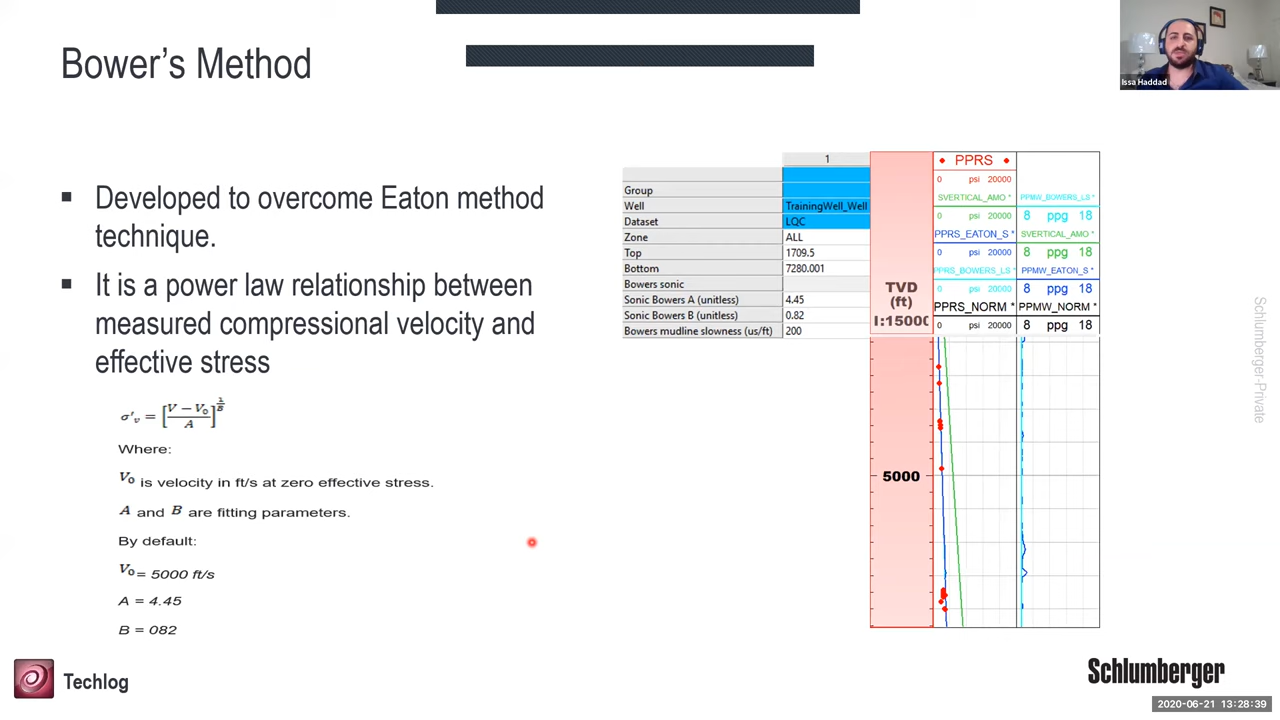 Bower's Method
Issa Haddad
▪ Developed to overcome Eaton method
technique.
▪ It is a power law relationship between
measured compressional velocity and
effective stress
σ'ᵥ = [(V − V₀)/A]^(1/B)
Where:
V₀ is velocity in ft/s at zero effective stress.
A and B are fitting parameters.
By default:
V₀ = 5000 ft/s
A = 4.45
B = 082
1
Group
Well TrainingWell_Well
Dataset LQC
Zone ALL
Top 1709.5
Bottom 7280.001
Bowers sonic
Sonic Bowers A (unitless) 4.45
Sonic Bowers B (unitless) 0.82
Bowers mudline slowness (us/ft) 200
TVD
(ft)
1:15000
5000
PPRS
0 psi 20000
SVERTICAL_AMO *
0 psi 20000
PPRS_EATON_S *
0 psi 20000
PPRS_BOWERS_LS *
0 psi 20000
PPRS_NORM *
0 psi 20000
PPMW_BOWERS_LS *
8 ppg 18
SVERTICAL_AMO *
8 ppg 18
PPMW_EATON_S *
8 ppg 18
PPMW_NORM *
8 ppg 18
Schlumberger-Private
Techlog
Schlumberger
2020-06-21 13:28:39